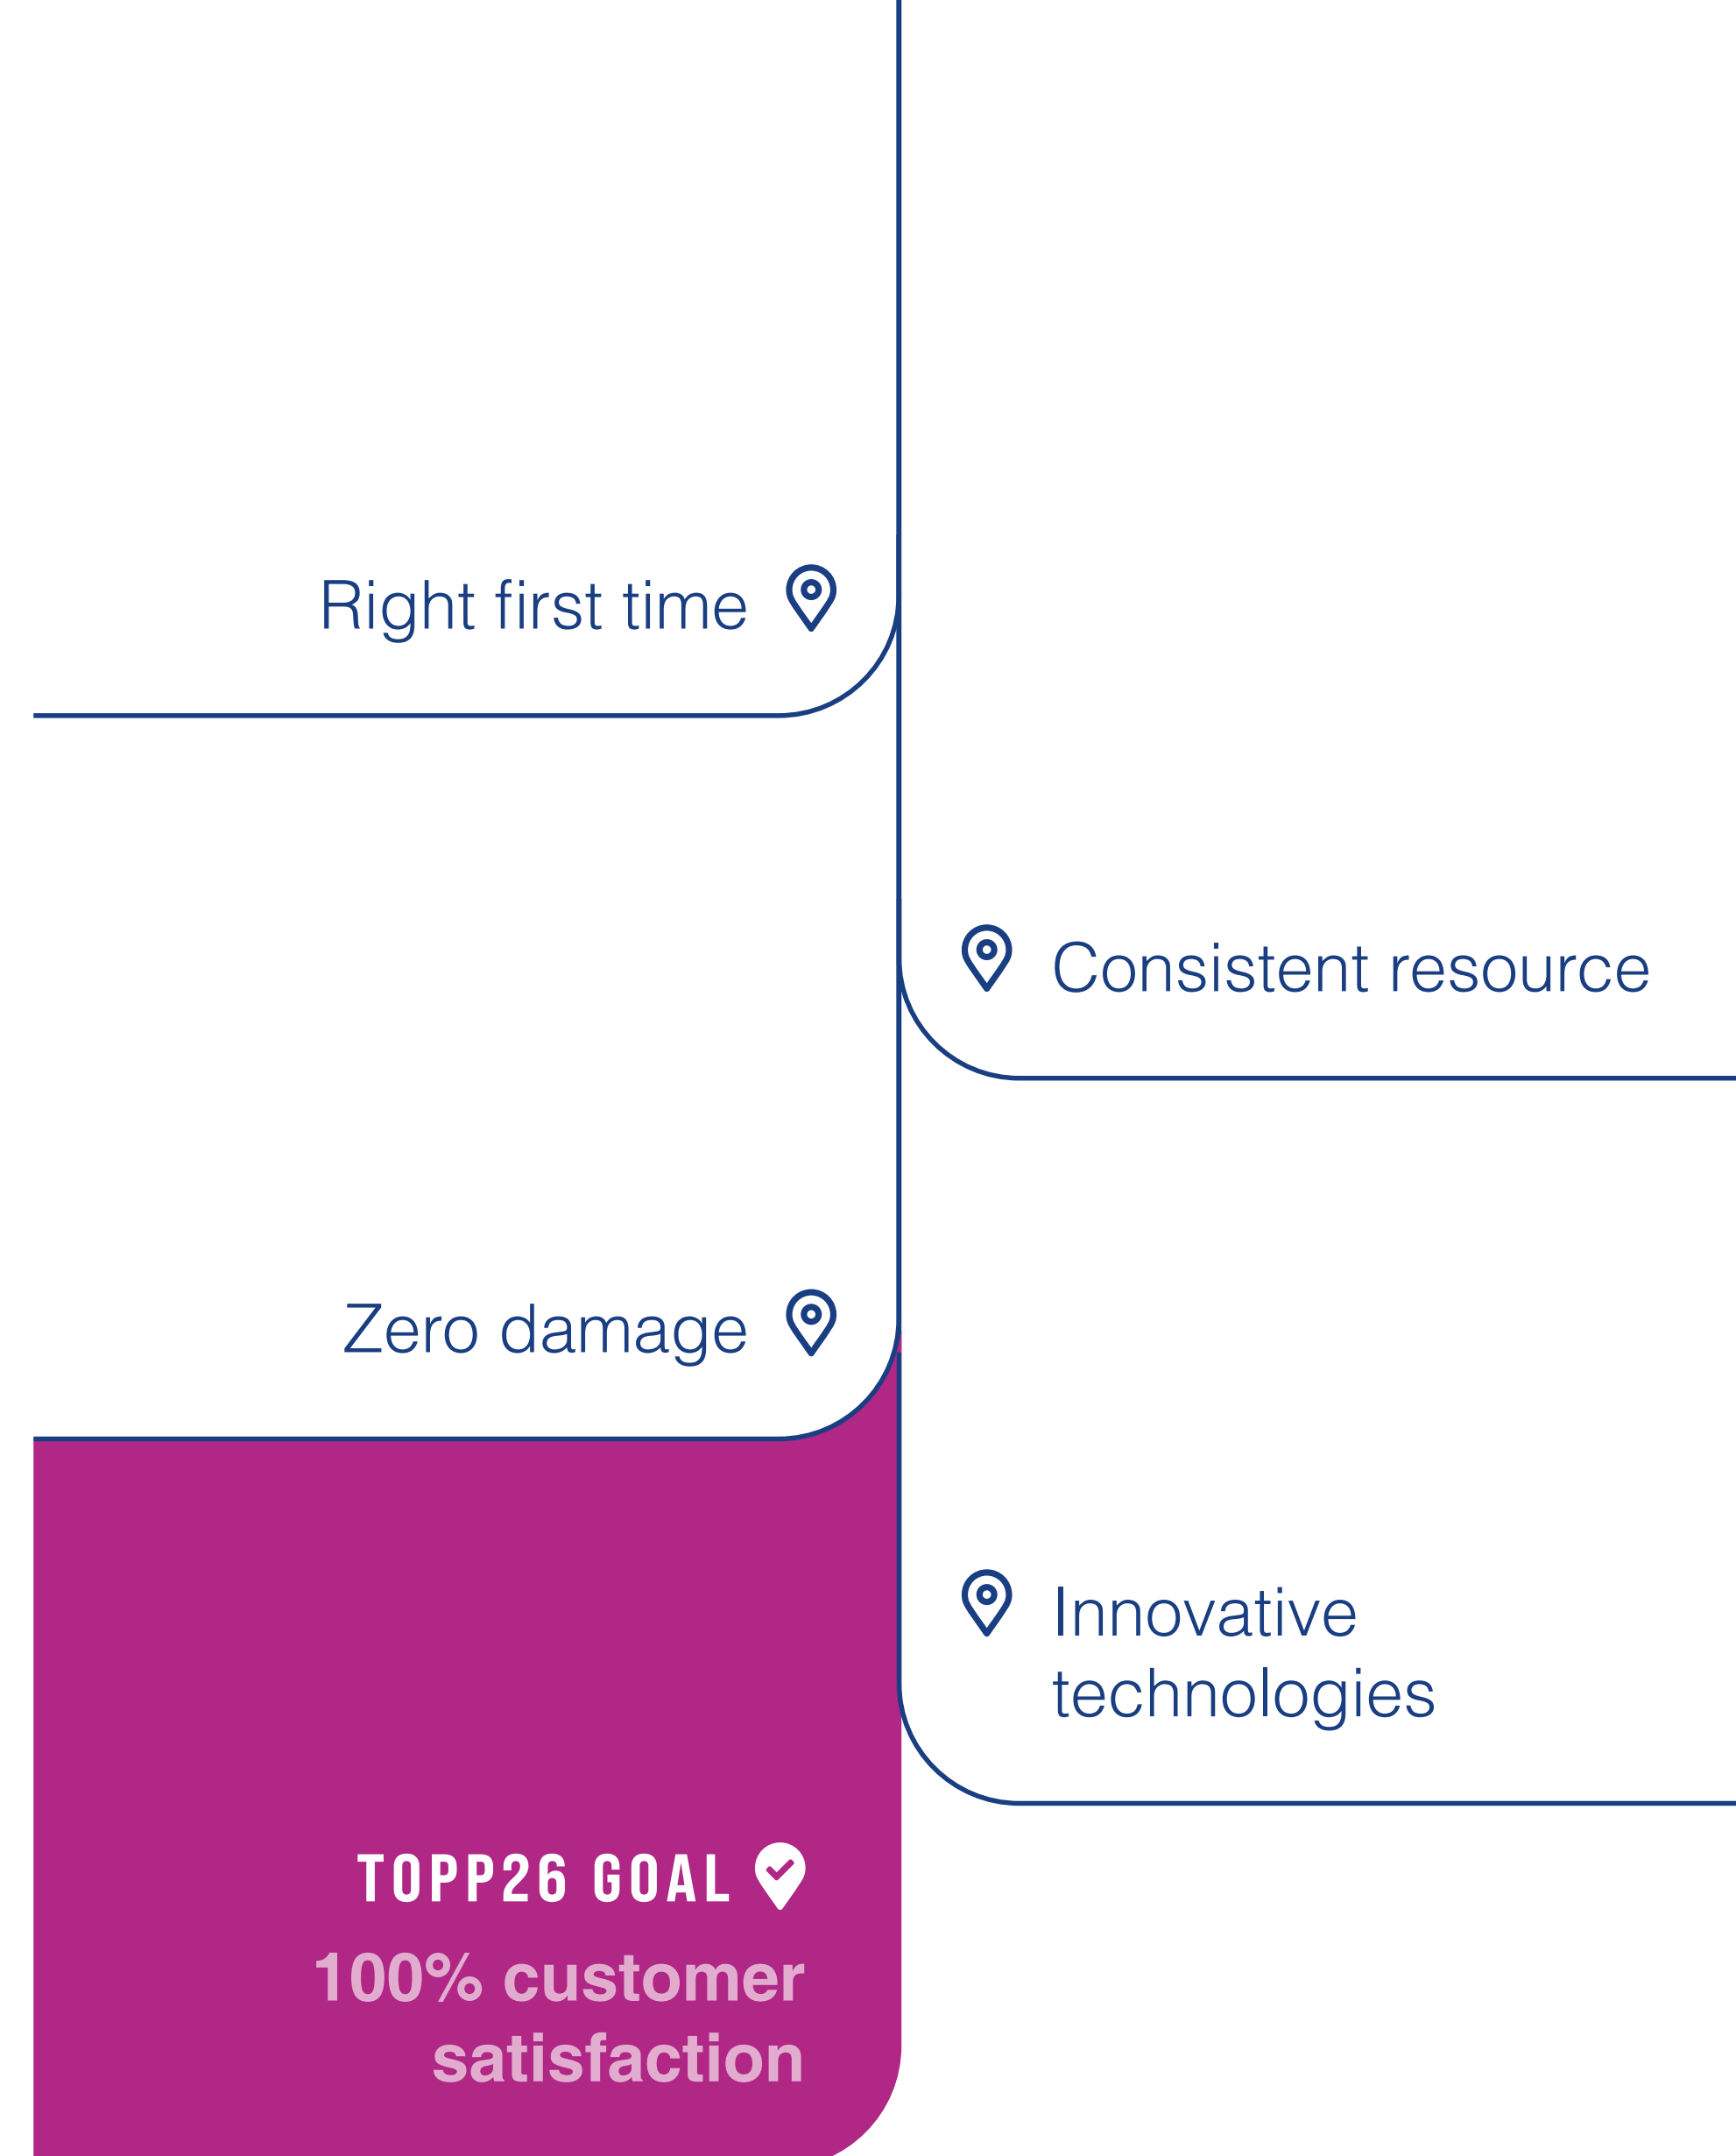 Right first time
Consistent resource
Zero damage
Innovative
technologies
TOPP26 GOAL
100% customer
satisfaction